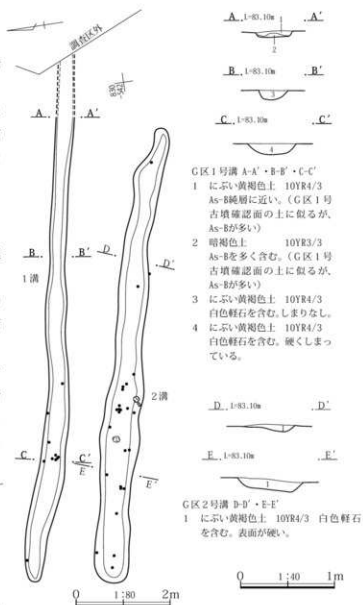 調査区外
A A'
B B'
1溝
D D'
2溝
C C'
E E'
0 1:80 2m
A L=83.10m A'
1
2
B L=83.10m B'
3
C L=83.10m C'
4
G区1号溝 A-A'・B-B'・C-C'
1 にぶい黄褐色土 10YR4/3
As-B純層に近い。(G区1号
古墳確認面の土に似るが、
As-Bが多い)
2 暗褐色土 10YR3/3
As-Bを多く含む。(G区1号
古墳確認面の土に似るが、
As-Bが多い)
3 にぶい黄褐色土 10YR4/3
白色軽石を含む。しまりなし。
4 にぶい黄褐色土 10YR4/3
白色軽石を含む。硬くしまっ
ている。
D L=83.10m D'
E L=83.10m E'
1
G区2号溝 D-D'・E-E'
1 にぶい黄褐色土 10YR4/3 白色軽石
を含む。表面が硬い。
0 1:40 1m